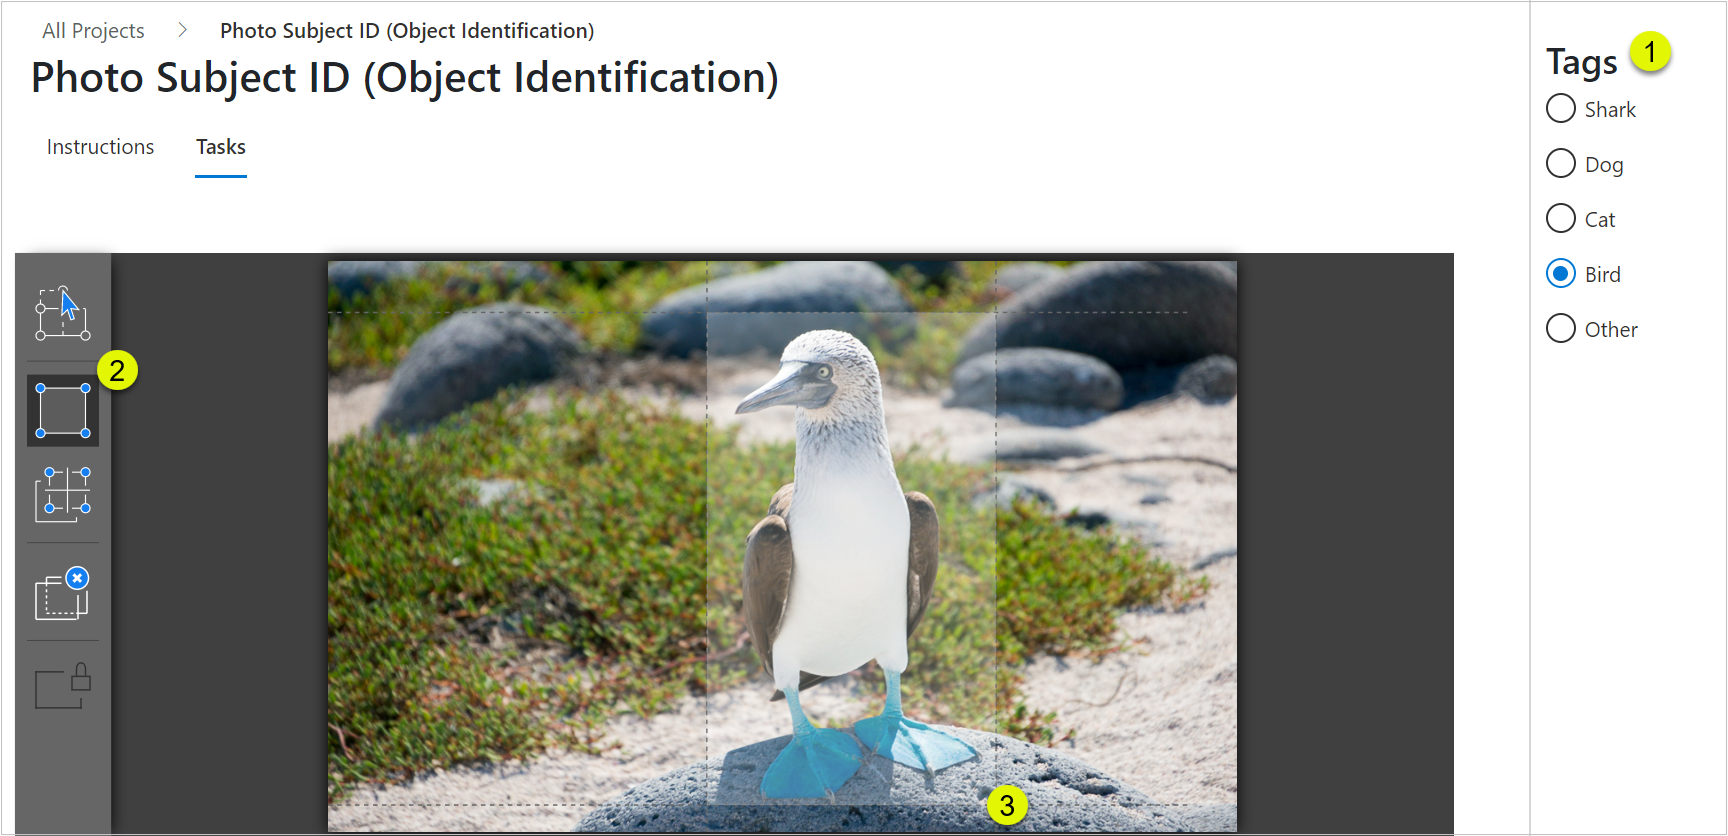 All Projects > Photo Subject ID (Object Identification)
Photo Subject ID (Object Identification)
Instructions Tasks
Tags 1
Shark
Dog
Cat
Bird
Other
2
3